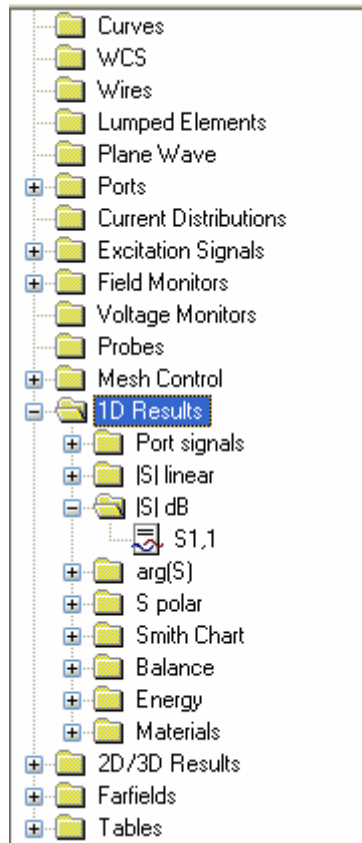 Curves
WCS
Wires
Lumped Elements
Plane Wave
Ports
Current Distributions
Excitation Signals
Field Monitors
Voltage Monitors
Probes
Mesh Control
1D Results
Port signals
|S| linear
|S| dB
S1,1
arg(S)
S polar
Smith Chart
Balance
Energy
Materials
2D/3D Results
Farfields
Tables